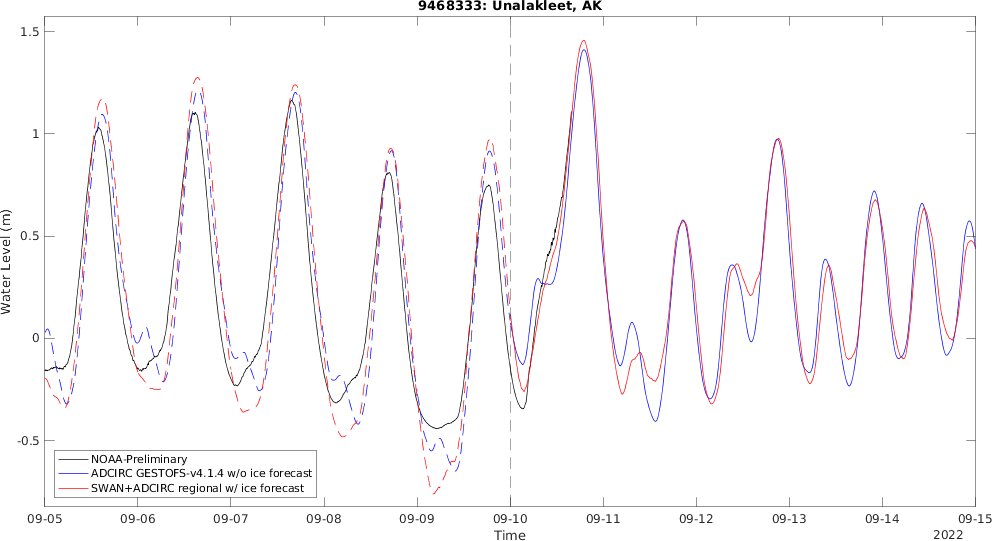 9468333: Unalakleet, AK
1.5
1
0.5
0
-0.5
Water Level (m)
NOAA-Preliminary
ADCIRC GESTOFS-v4.1.4 w/o ice forecast
SWAN+ADCIRC regional w/ ice forecast
09-05 09-06 09-07 09-08 09-09 09-10 09-11 09-12 09-13 09-14 09-15
Time
2022